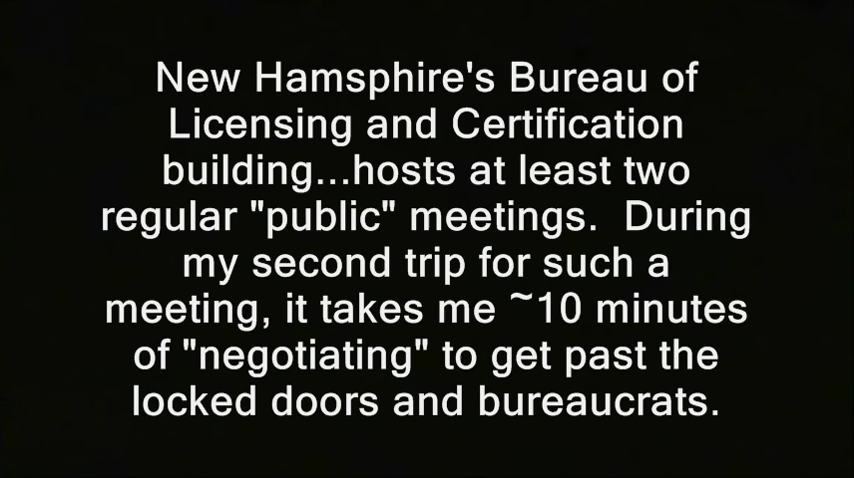 New Hamsphire's Bureau of
Licensing and Certification
building...hosts at least two
regular "public" meetings.  During
my second trip for such a
meeting, it takes me ~10 minutes
of "negotiating" to get past the
locked doors and bureaucrats.